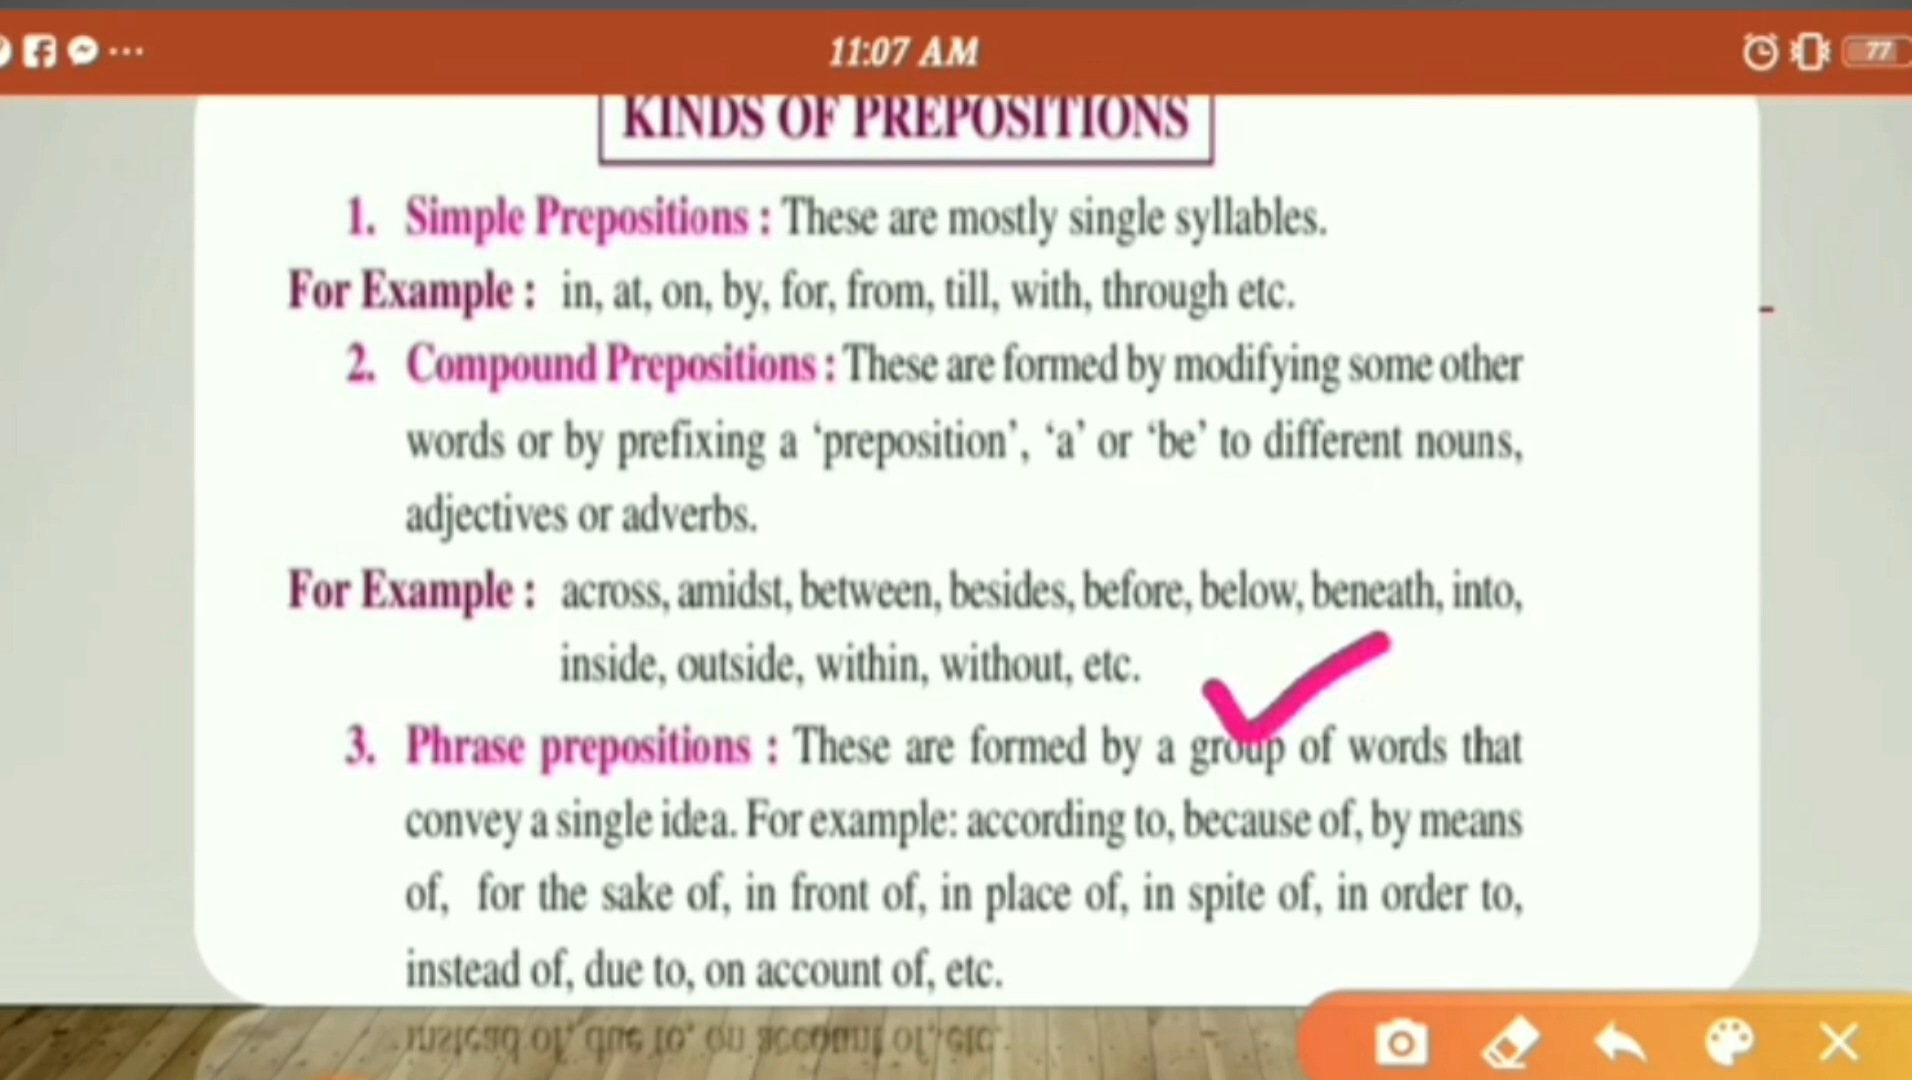 11:07 AM
77
KINDS OF PREPOSITIONS
1. Simple Prepositions : These are mostly single syllables.
For Example : in, at, on, by, for, from, till, with, through etc.
2. Compound Prepositions : These are formed by modifying some other
words or by prefixing a ‘preposition’, ‘a’ or ‘be’ to different nouns,
adjectives or adverbs.
For Example : across, amidst, between, besides, before, below, beneath, into,
inside, outside, within, without, etc.
3. Phrase prepositions : These are formed by a group of words that
convey a single idea. For example: according to, because of, by means
of, for the sake of, in front of, in place of, in spite of, in order to,
instead of, due to, on account of, etc.